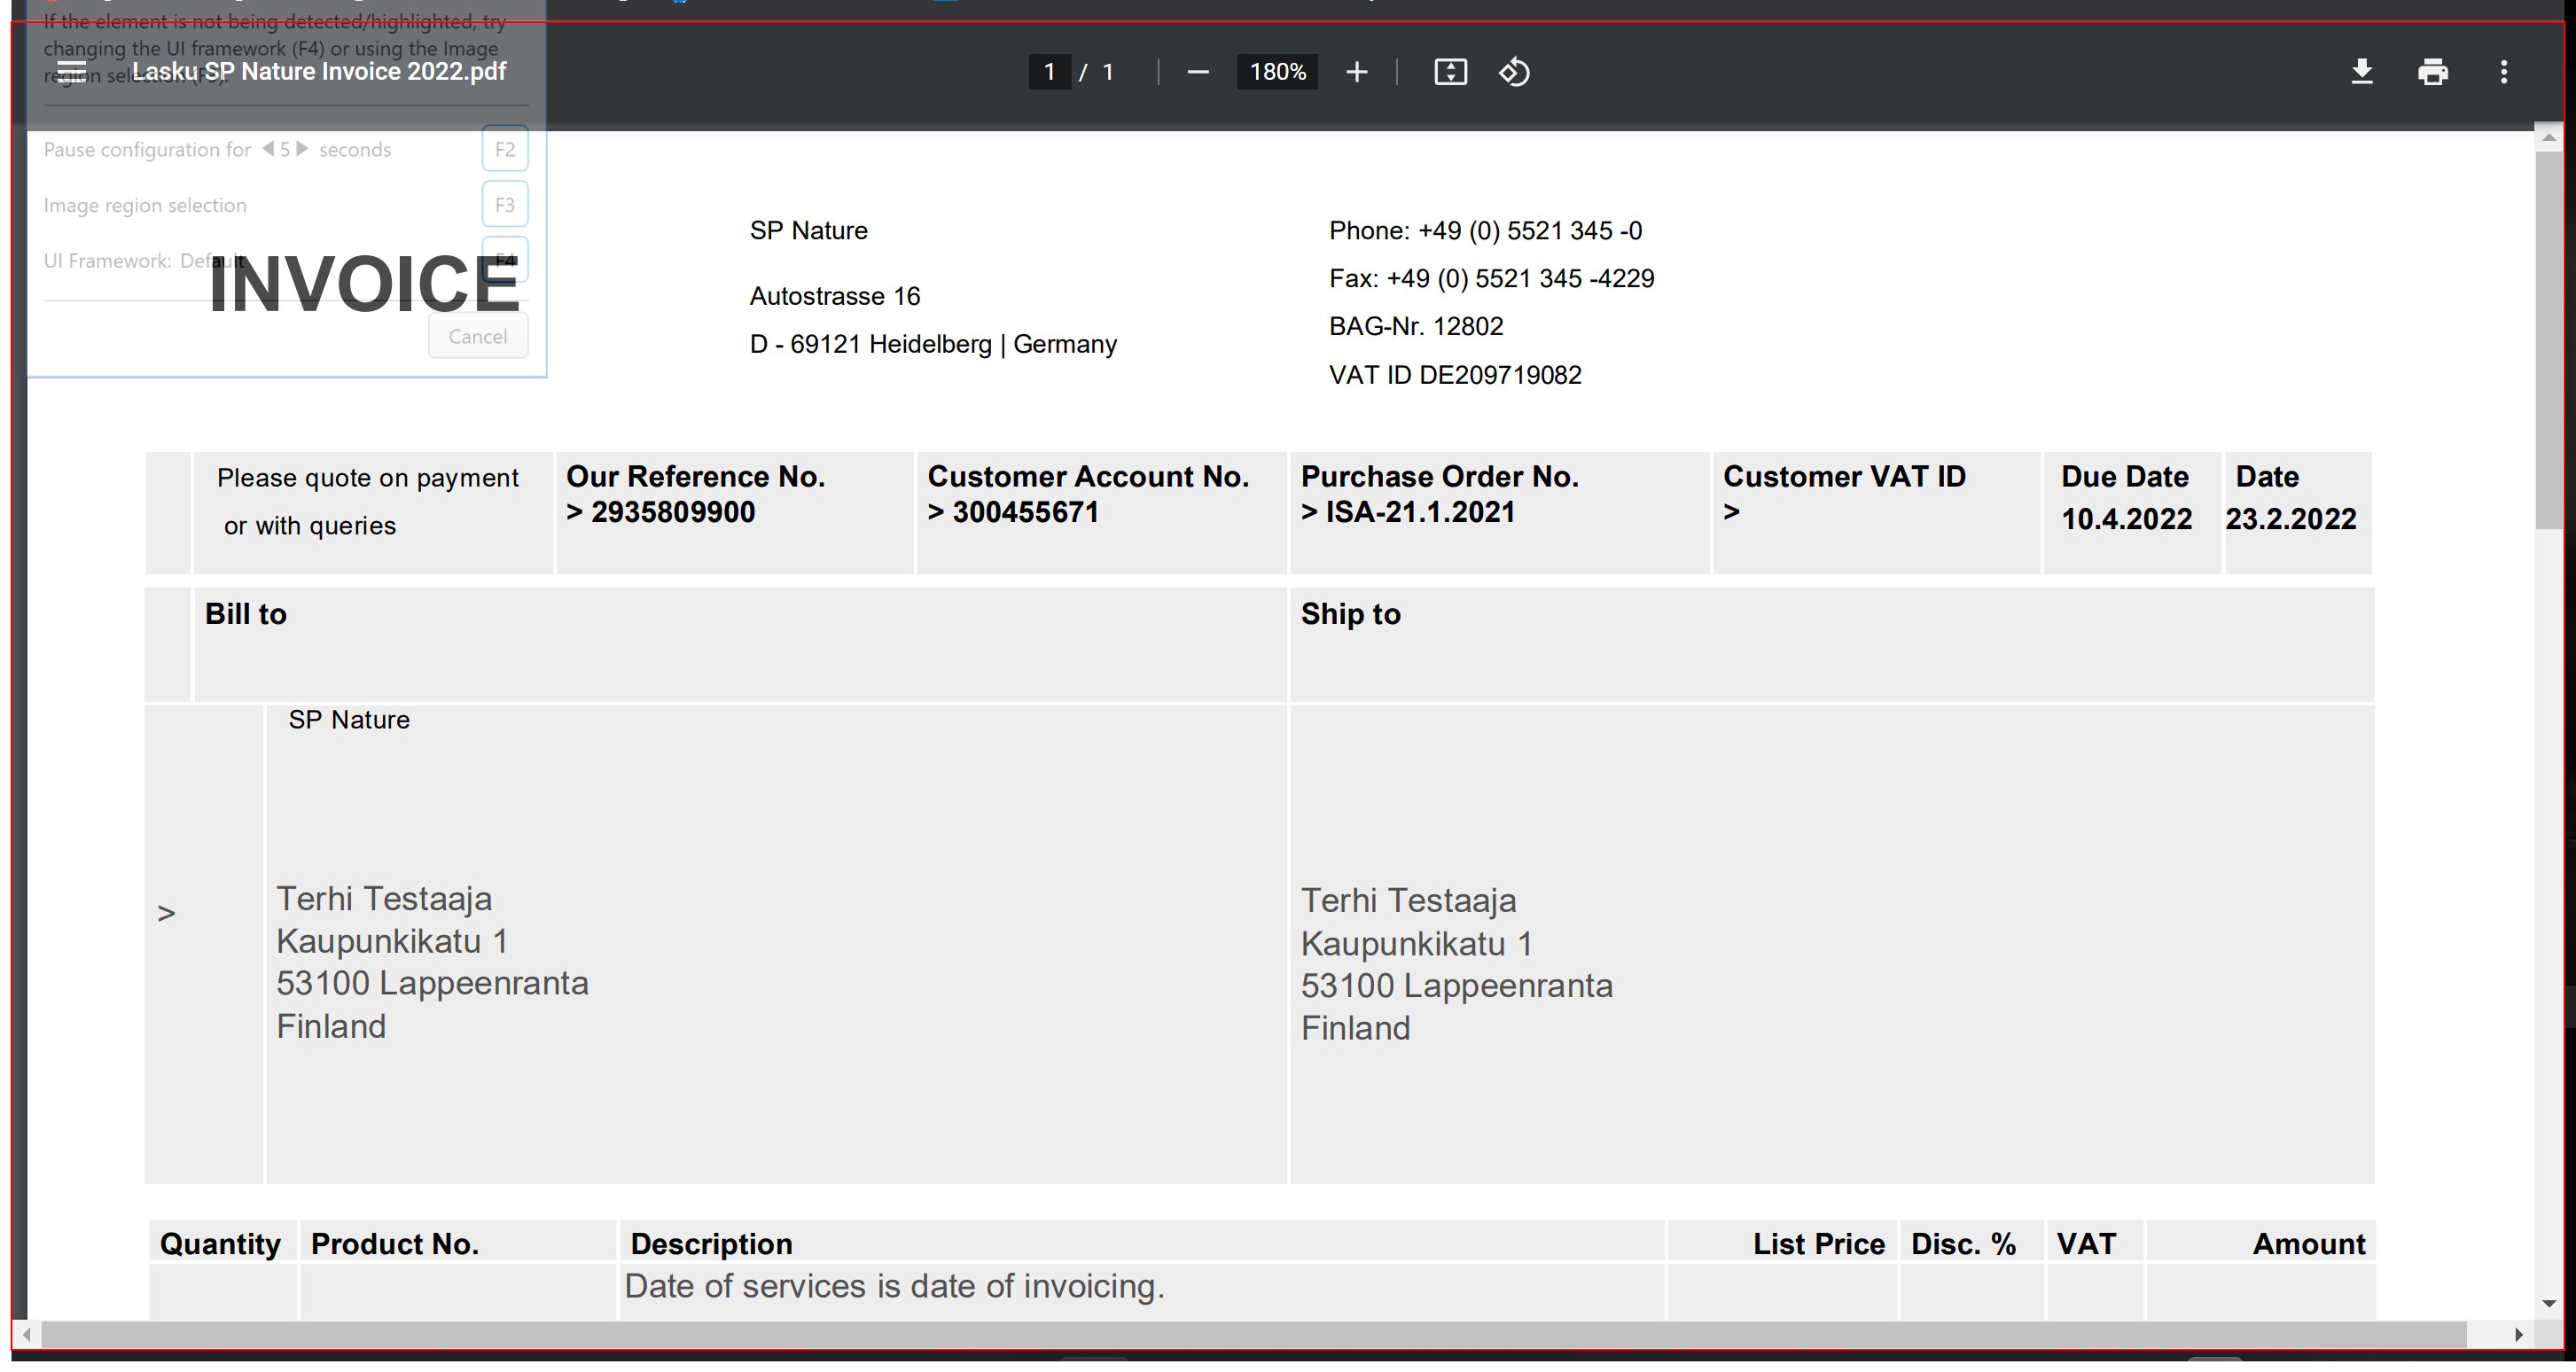 If the element is not being detected/highlighted, try
changing the UI framework (F4) or using the Image
region selection (F3).
Lasku SP Nature Invoice 2022.pdf
1 / 1
180%
Pause configuration for 5 seconds F2
Image region selection F3
UI Framework: Default F4
Cancel
INVOICE
SP Nature
Autostrasse 16
D - 69121 Heidelberg | Germany
Phone: +49 (0) 5521 345 -0
Fax: +49 (0) 5521 345 -4229
BAG-Nr. 12802
VAT ID DE209719082
Please quote on payment
or with queries
Our Reference No.
> 2935809900
Customer Account No.
> 300455671
Purchase Order No.
> ISA-21.1.2021
Customer VAT ID
>
Due Date
10.4.2022
Date
23.2.2022
Bill to
Ship to
SP Nature
>
Terhi Testaaja
Kaupunkikatu 1
53100 Lappeenranta
Finland
Terhi Testaaja
Kaupunkikatu 1
53100 Lappeenranta
Finland
Quantity Product No. Description List Price Disc. % VAT Amount
Date of services is date of invoicing.